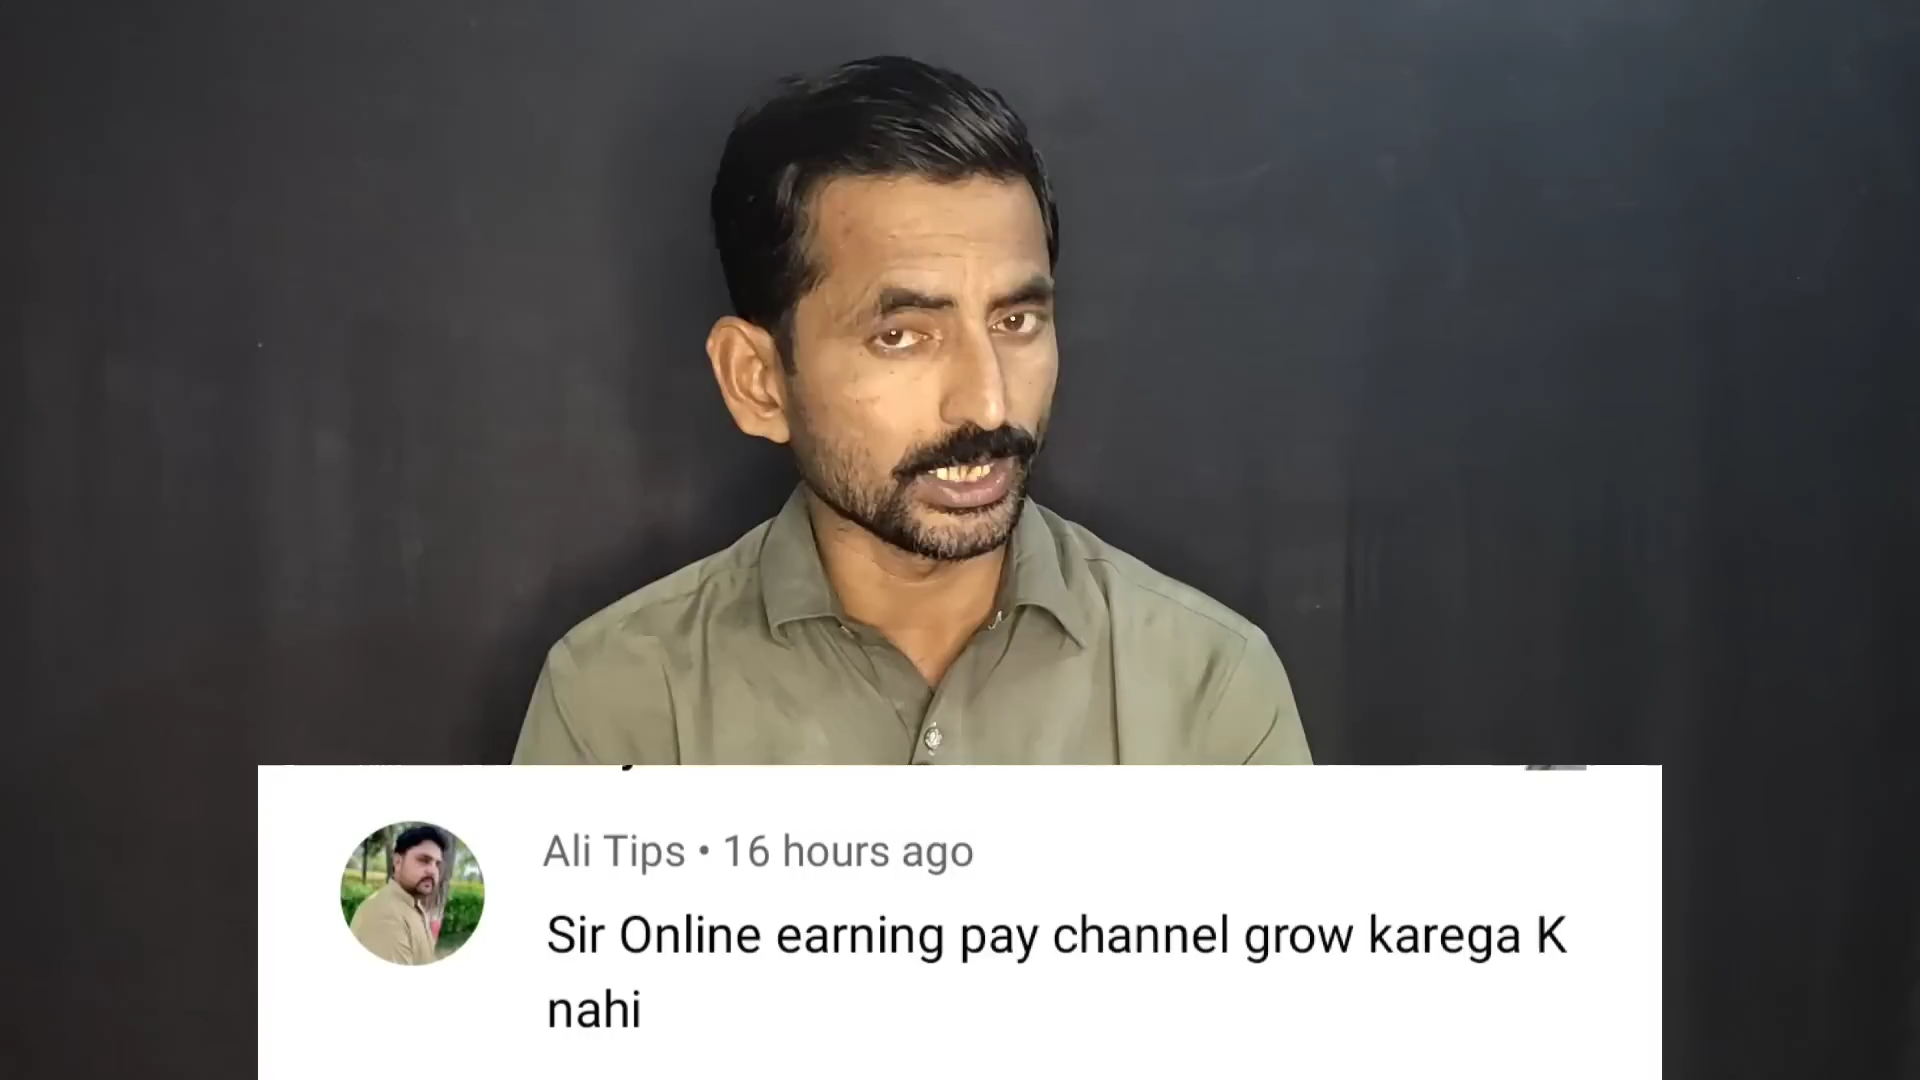 Ali Tips • 16 hours ago
Sir Online earning pay channel grow karega K
nahi